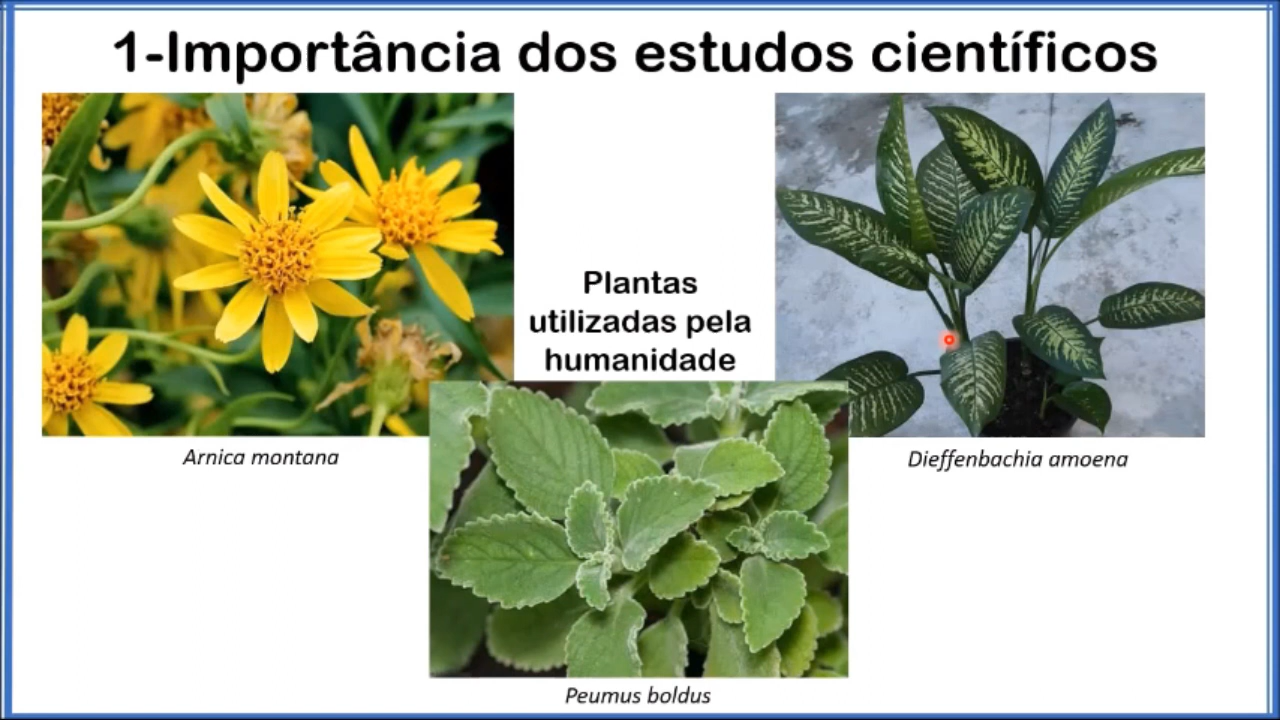 1-Importância dos estudos científicos
Plantas
utilizadas pela
humanidade
Arnica montana
Dieffenbachia amoena
Peumus boldus